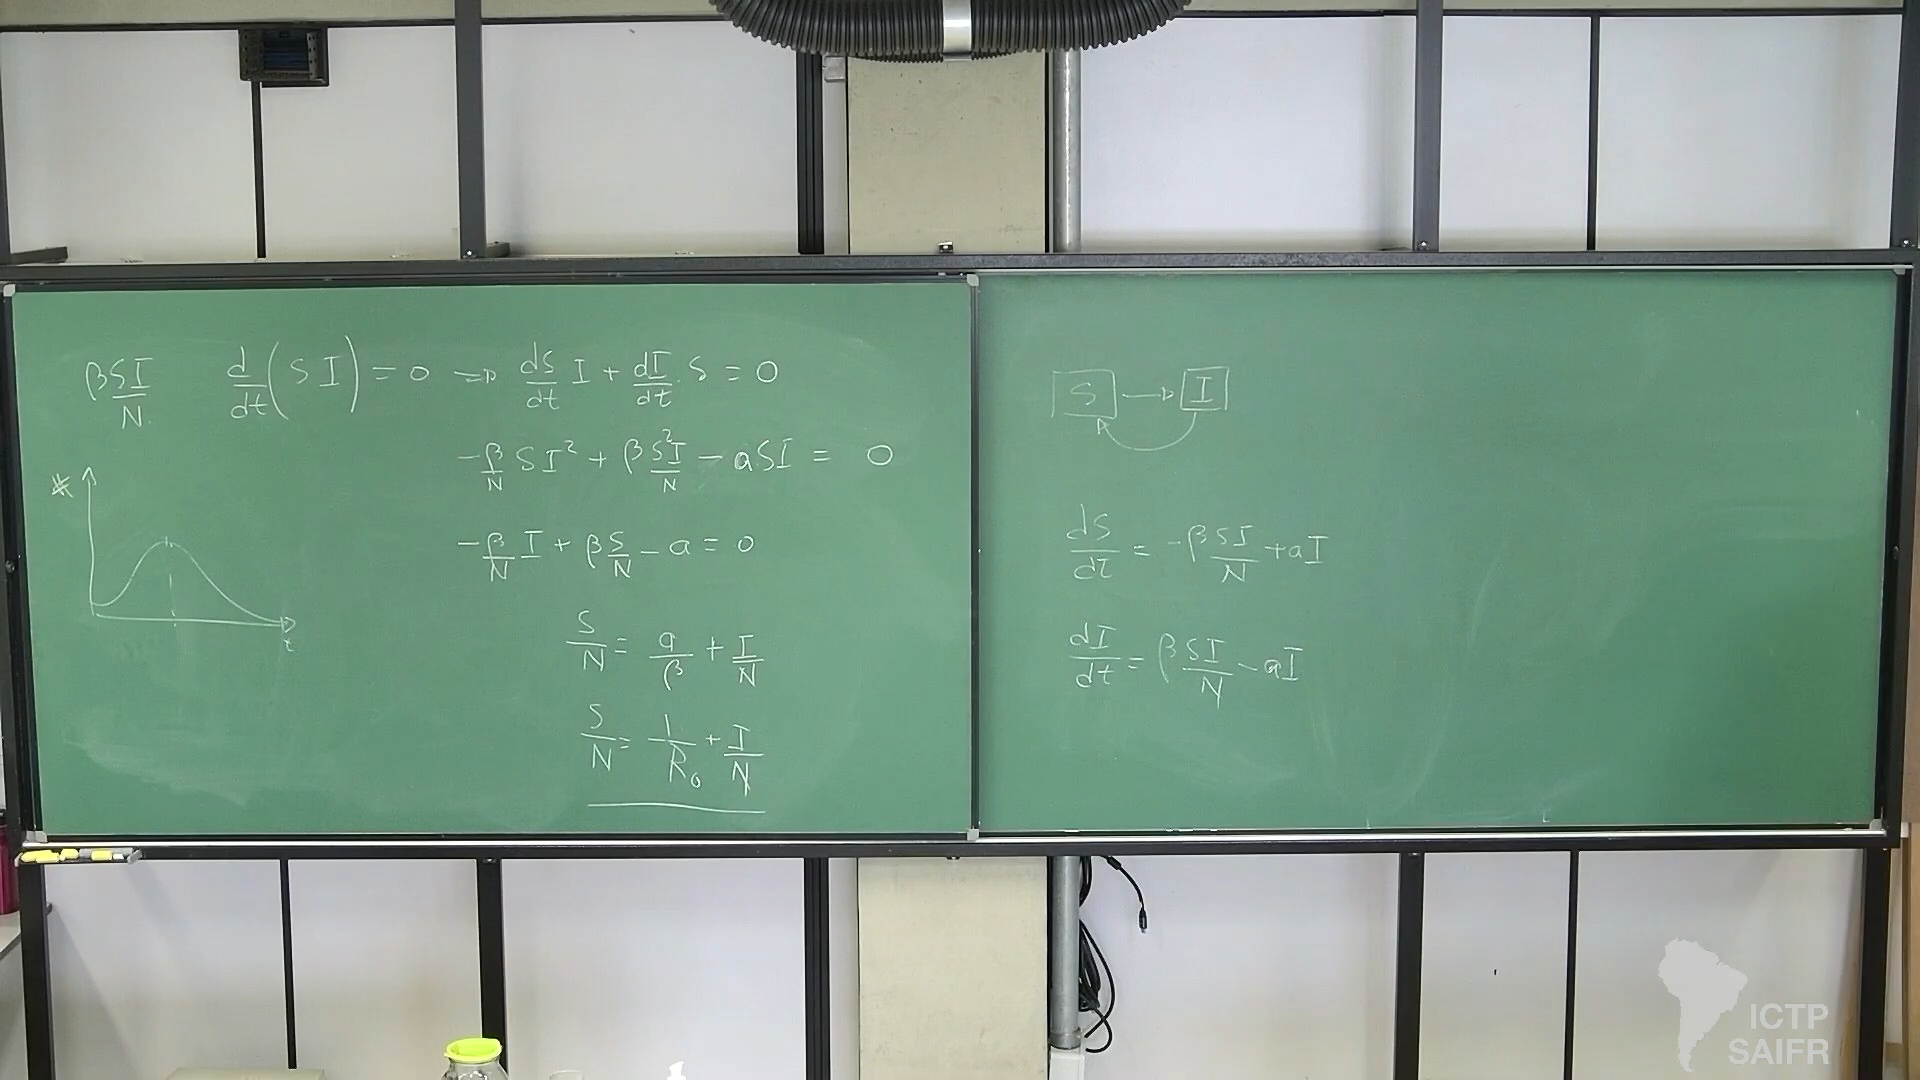 βSI/N d/dt(SI) = 0 ⇒ dS/dt I + dI/dt · S = 0
-β/N SI² + β S²I/N - aSI = 0
-β/N I + β S/N - a = 0
S/N = a/β + I/N
S/N = 1/R₀ + I/N
#
t
S → I
dS/dt = -β SI/N + aI
dI/dt = β SI/N - aI
ICTP
SAIFR